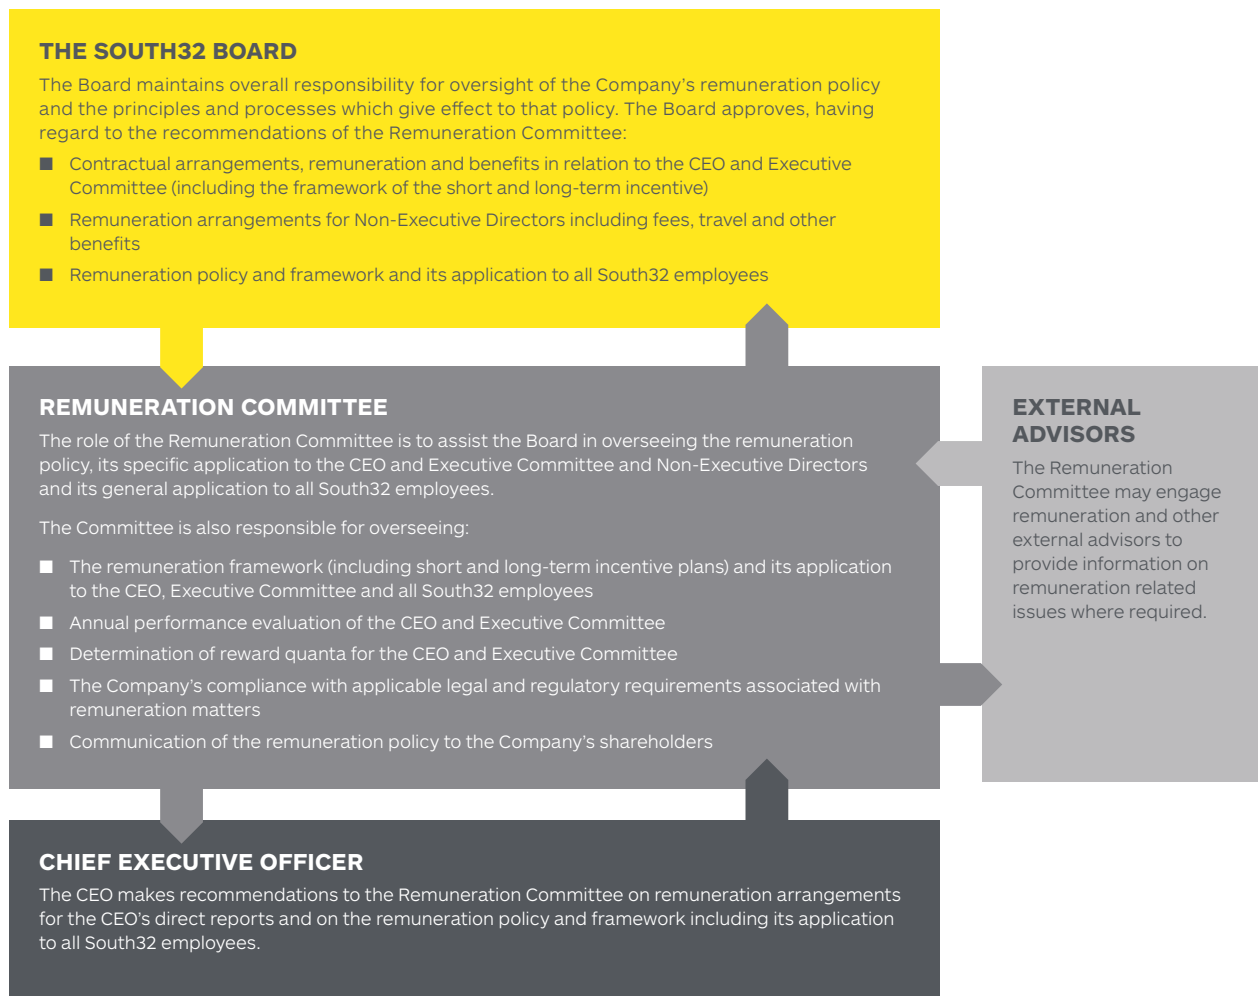 THE SOUTH32 BOARD
The Board maintains overall responsibility for oversight of the Company’s remuneration policy
and the principles and processes which give effect to that policy. The Board approves, having
regard to the recommendations of the Remuneration Committee:
■ Contractual arrangements, remuneration and benefits in relation to the CEO and Executive
Committee (including the framework of the short and long-term incentive)
■ Remuneration arrangements for Non-Executive Directors including fees, travel and other
benefits
■ Remuneration policy and framework and its application to all South32 employees
REMUNERATION COMMITTEE
The role of the Remuneration Committee is to assist the Board in overseeing the remuneration
policy, its specific application to the CEO and Executive Committee and Non-Executive Directors
and its general application to all South32 employees.
The Committee is also responsible for overseeing:
■ The remuneration framework (including short and long-term incentive plans) and its application
to the CEO, Executive Committee and all South32 employees
■ Annual performance evaluation of the CEO and Executive Committee
■ Determination of reward quanta for the CEO and Executive Committee
■ The Company’s compliance with applicable legal and regulatory requirements associated with
remuneration matters
■ Communication of the remuneration policy to the Company’s shareholders
EXTERNAL
ADVISORS
The Remuneration
Committee may engage
remuneration and other
external advisors to
provide information on
remuneration related
issues where required.
CHIEF EXECUTIVE OFFICER
The CEO makes recommendations to the Remuneration Committee on remuneration arrangements
for the CEO’s direct reports and on the remuneration policy and framework including its application
to all South32 employees.